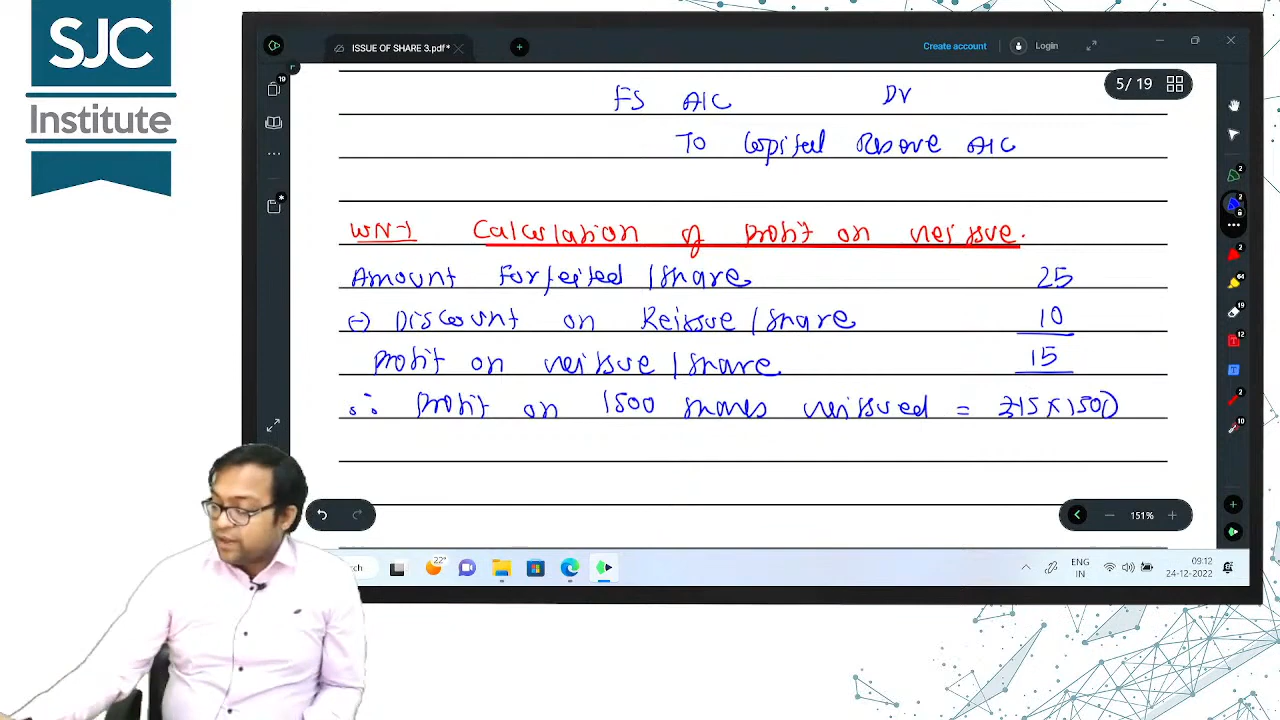 SJC
Institute
ISSUE OF SHARE 3.pdf*
Create account
Login
5/19
FS A/C Dr
To Capital Reserve A/C
WN-1 Calculation of Profit on reissue.
Amount Forfeited / share 25
(-) Discount on Reissue / share 10
Profit on reissue / share 15
∴ Profit on 1500 shares reissued = ₹15 x 1500
151%
rch
22°
ENG
IN
09:12
24-12-2022